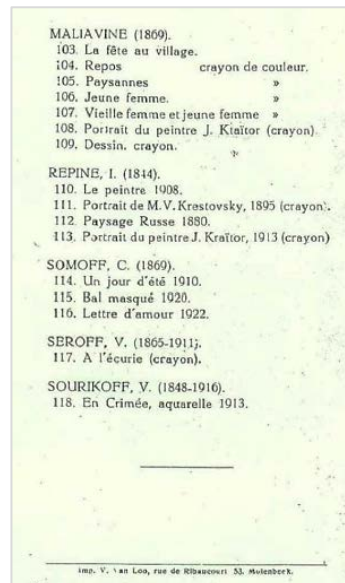 MALIAVINE (1869).
103. La fête au village.
104. Repos crayon de couleur.
105. Paysannes »
106. Jeune femme. »
107. Vieille femme et jeune femme »
108. Portrait du peintre J. Ktaïtor (crayon).
109. Dessin, crayon.
REPINE, I. (1844).
110. Le peintre 1908.
111. Portrait de M.V. Krestovsky, 1895 (crayon).
112. Paysage Russe 1880.
113. Portrait du peintre J. Kraïtor, 1913 (crayon)
SOMOFF, C. (1869).
114. Un jour d'été 1910.
115. Bal masqué 1920.
116. Lettre d'amour 1922.
SEROFF, V. (1865-1911).
117. A l'écurie (crayon).
SOURIKOFF, V. (1848-1916).
118. En Crimée, aquarelle 1913.
Imp. V. Van Loo, rue de Ribaucourt 53. Molenbeek.